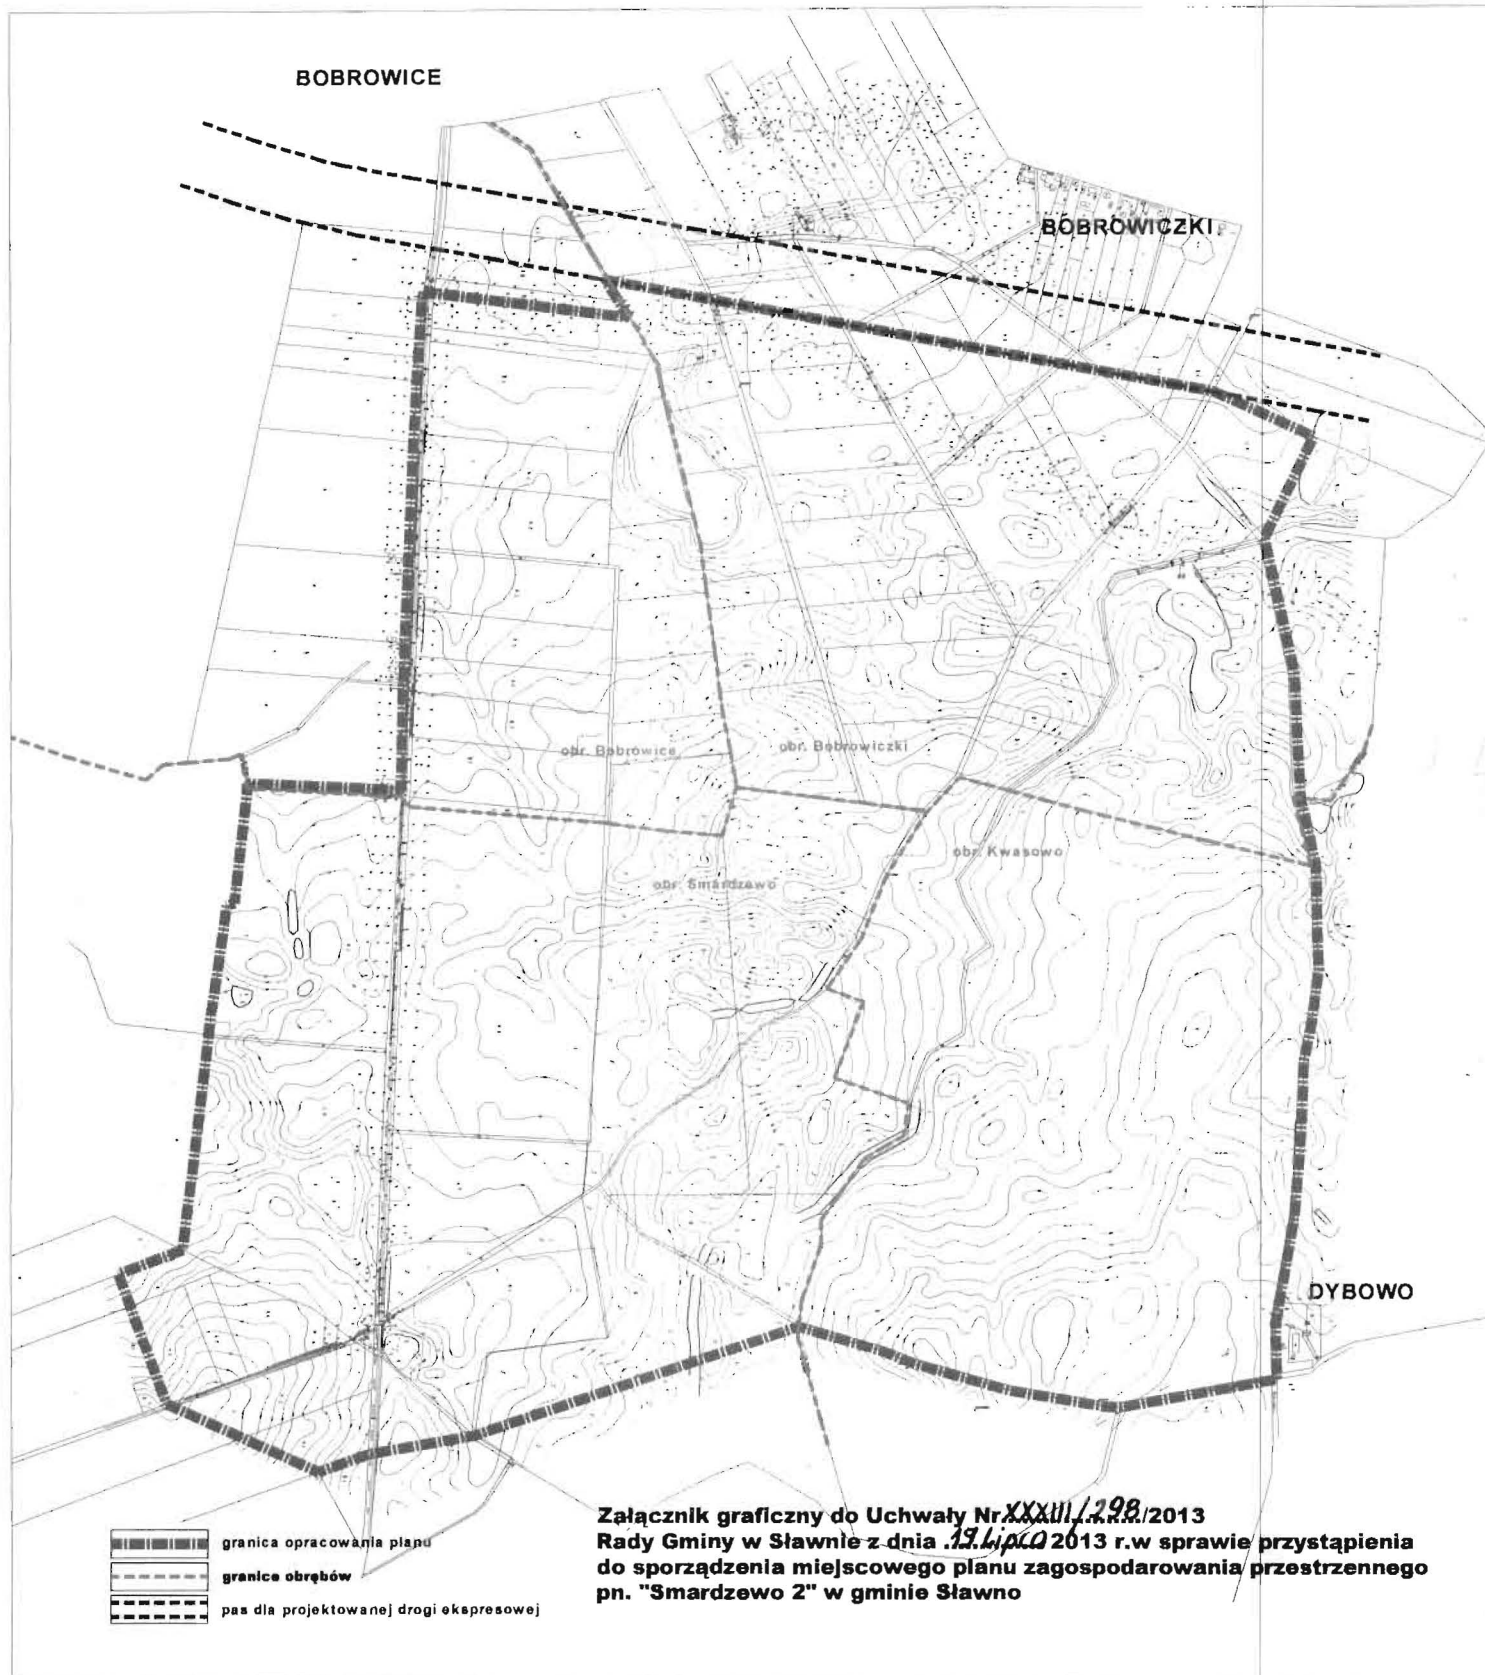 BOBROWICE
BOBROWICZKI
obr. Bobrowice
obr. Bobrowiczki
obr. Kwasowo
obr. Smardzewo
DYBOWO
Załącznik graficzny do Uchwały Nr XXXIII/298/2013
Rady Gminy w Sławnie z dnia 19 lipca 2013 r.w sprawie przystąpienia
do sporządzenia miejscowego planu zagospodarowania przestrzennego
pn. "Smardzewo 2" w gminie Sławno
granica opracowania planu
granice obrębów
pas dla projektowanej drogi ekspresowej